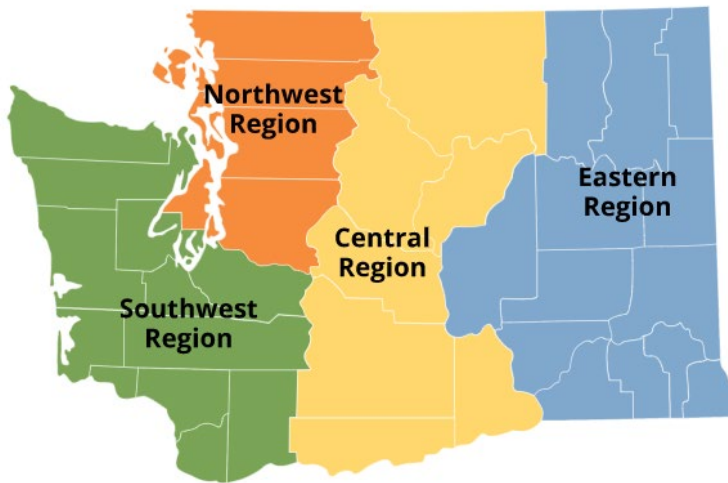 Northwest
Region
Eastern
Region
Central
Region
Southwest
Region